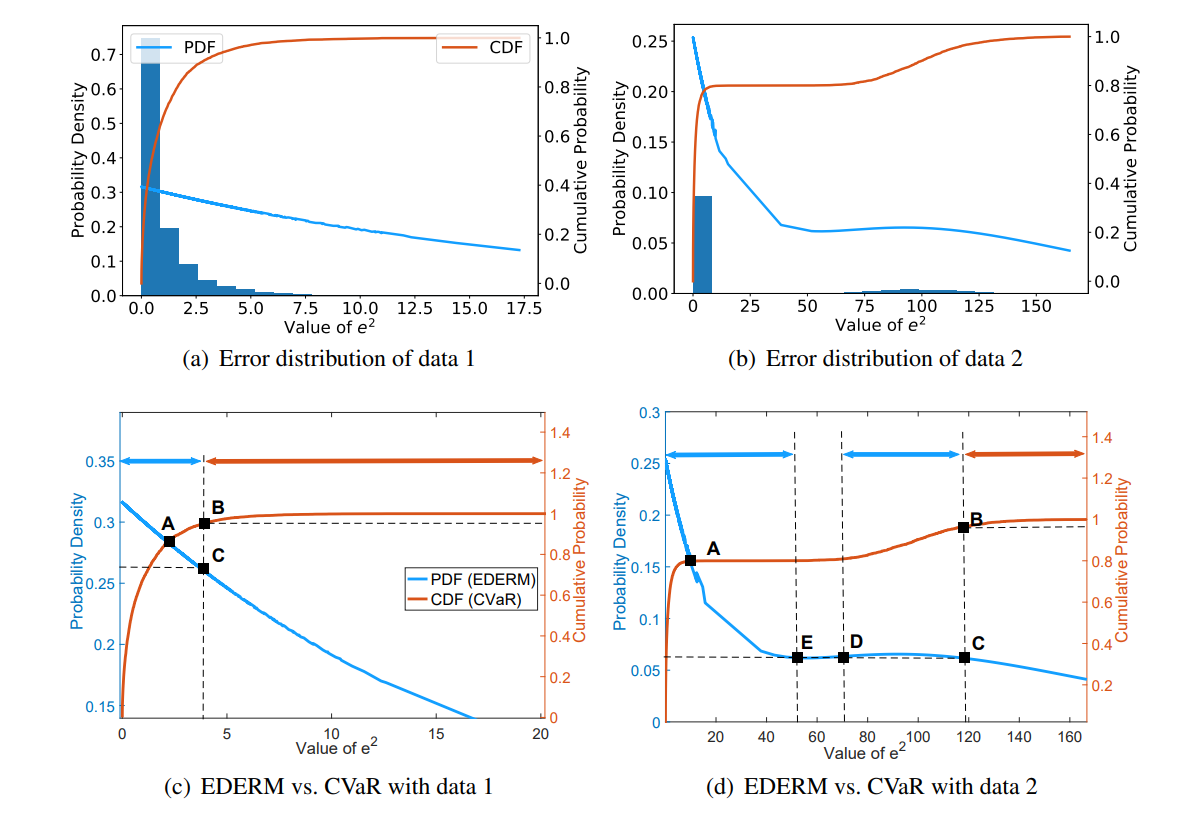 PDF
CDF
Probability Density
0.7
0.6
0.5
0.4
0.3
0.2
0.1
0.0
0.0 2.5 5.0 7.5 10.0 12.5 15.0 17.5
Value of e²
1.0
0.8
0.6
0.4
0.2
0.0
Cumulative Probability
(a) Error distribution of data 1
Probability Density
0.25
0.20
0.15
0.10
0.05
0.00
0 25 50 75 100 125 150
Value of e²
1.0
0.8
0.6
0.4
0.2
0.0
Cumulative Probability
(b) Error distribution of data 2
Probability Density
0.35
0.3
0.25
0.2
0.15
A
B
C
PDF (EDERM)
CDF (CVaR)
0 5 10 15 20
Value of e²
1.4
1.2
1
0.8
0.6
0.4
0.2
0
Cumulative Probability
(c) EDERM vs. CVaR with data 1
Probability Density
0.3
0.25
0.2
0.15
0.1
0.05
0
A
B
E
D
C
20 40 60 80 100 120 140 160
Value of e²
1.4
1.2
1
0.8
0.6
0.4
0.2
Cumulative Probability
(d) EDERM vs. CVaR with data 2